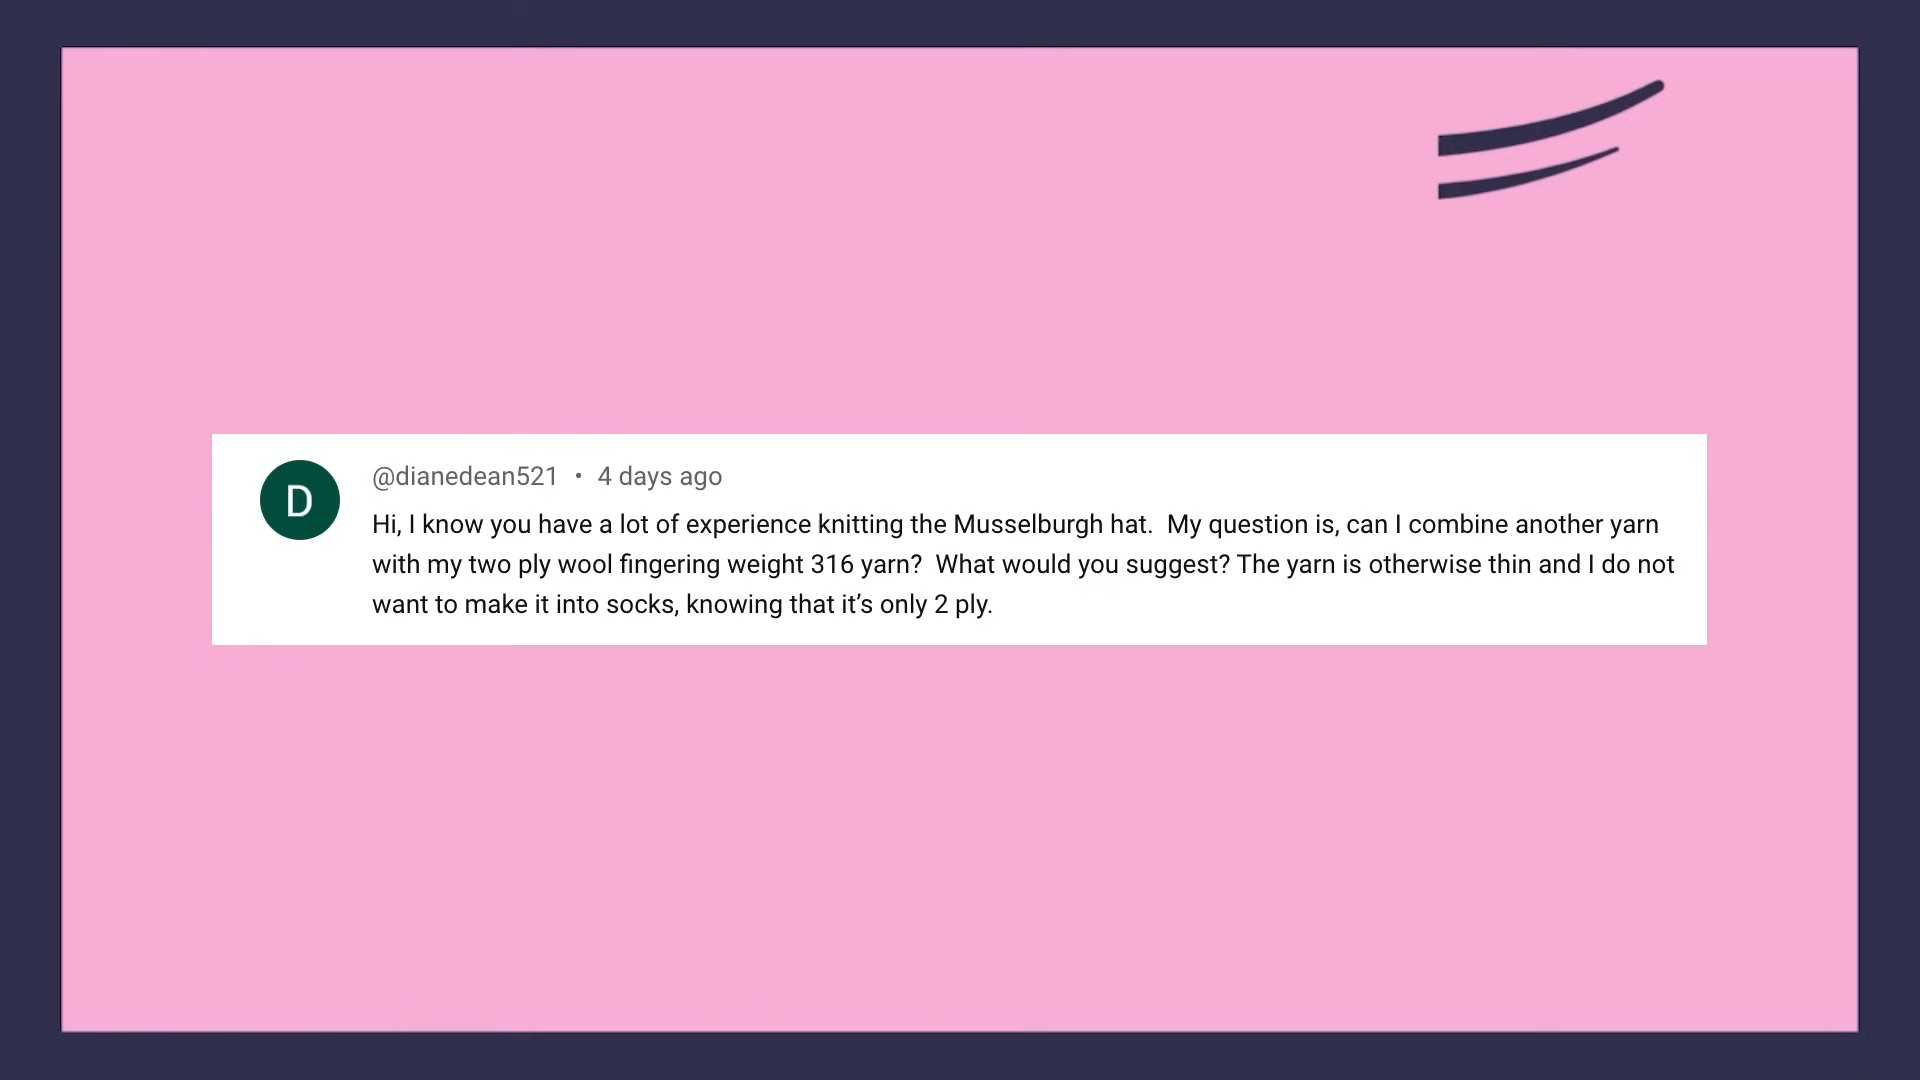 D
@dianedean521 • 4 days ago
Hi, I know you have a lot of experience knitting the Musselburgh hat.  My question is, can I combine another yarn
with my two ply wool fingering weight 316 yarn?  What would you suggest? The yarn is otherwise thin and I do not
want to make it into socks, knowing that it’s only 2 ply.